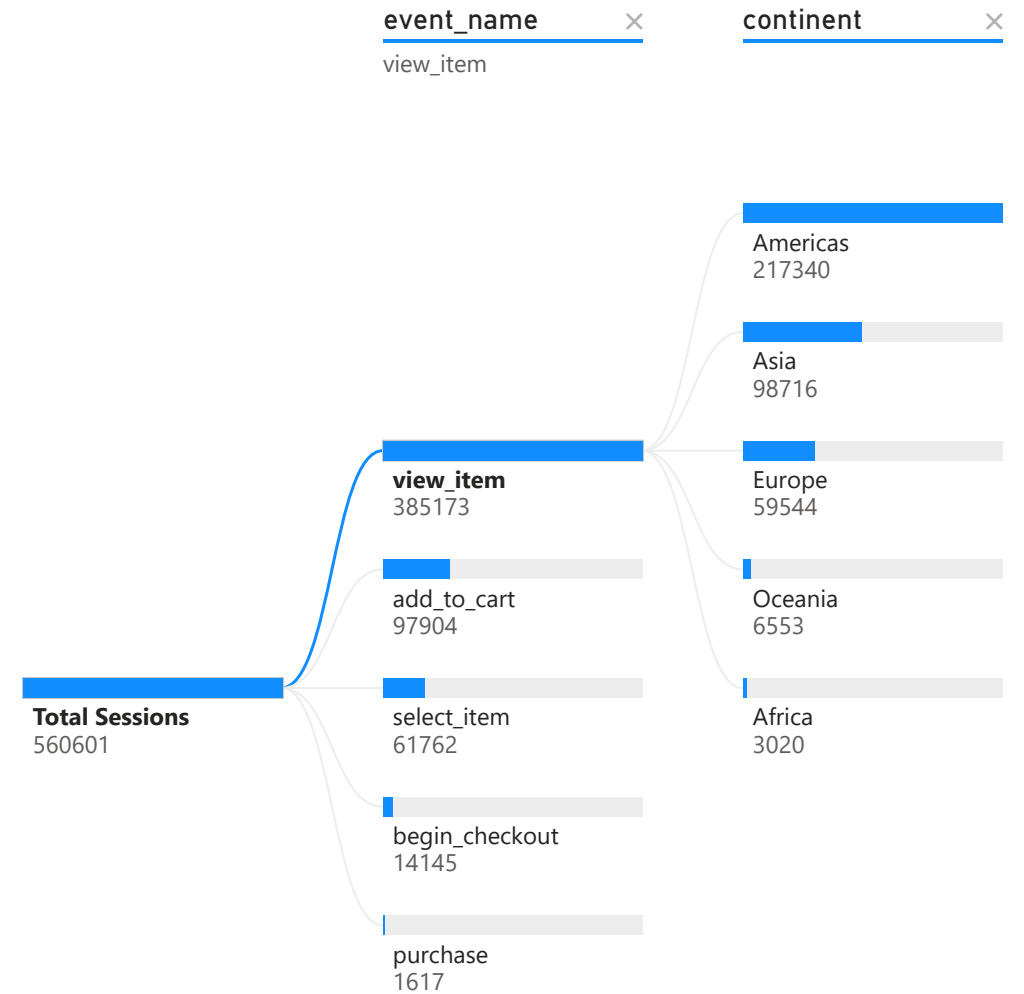 event_name
view_item
continent
Total Sessions
560601
view_item
385173
add_to_cart
97904
select_item
61762
begin_checkout
14145
purchase
1617
Americas
217340
Asia
98716
Europe
59544
Oceania
6553
Africa
3020